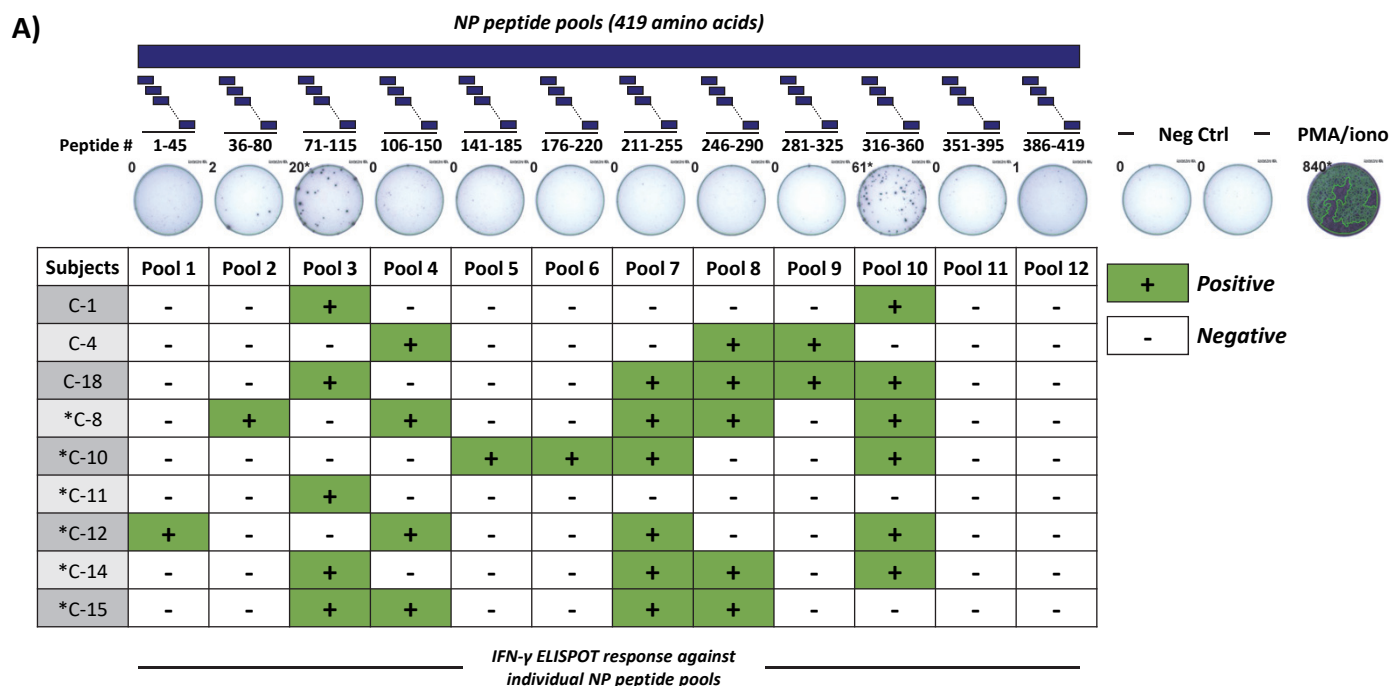 A)
NP peptide pools (419 amino acids)
Peptide # 1-45 36-80 71-115 106-150 141-185 176-220 211-255 246-290 281-325 316-360 351-395 386-419
Neg Ctrl PMA/iono
0 2 20* 0 0 0 0 0 0 61* 0 1 0 0 840*
Subjects Pool 1 Pool 2 Pool 3 Pool 4 Pool 5 Pool 6 Pool 7 Pool 8 Pool 9 Pool 10 Pool 11 Pool 12
C-1 - - + - - - - - - + - -
C-4 - - - + - - - + + - - -
C-18 - - + - - - + + + + - -
*C-8 - + - + - - + + - + - -
*C-10 - - - - + + + - - + - -
*C-11 - - + - - - - - - - - -
*C-12 + - - + - - + - - + - -
*C-14 - - + - - - + + - + - -
*C-15 - - + + - - + + - - - -
+ Positive
- Negative
IFN-γ ELISPOT response against
individual NP peptide pools